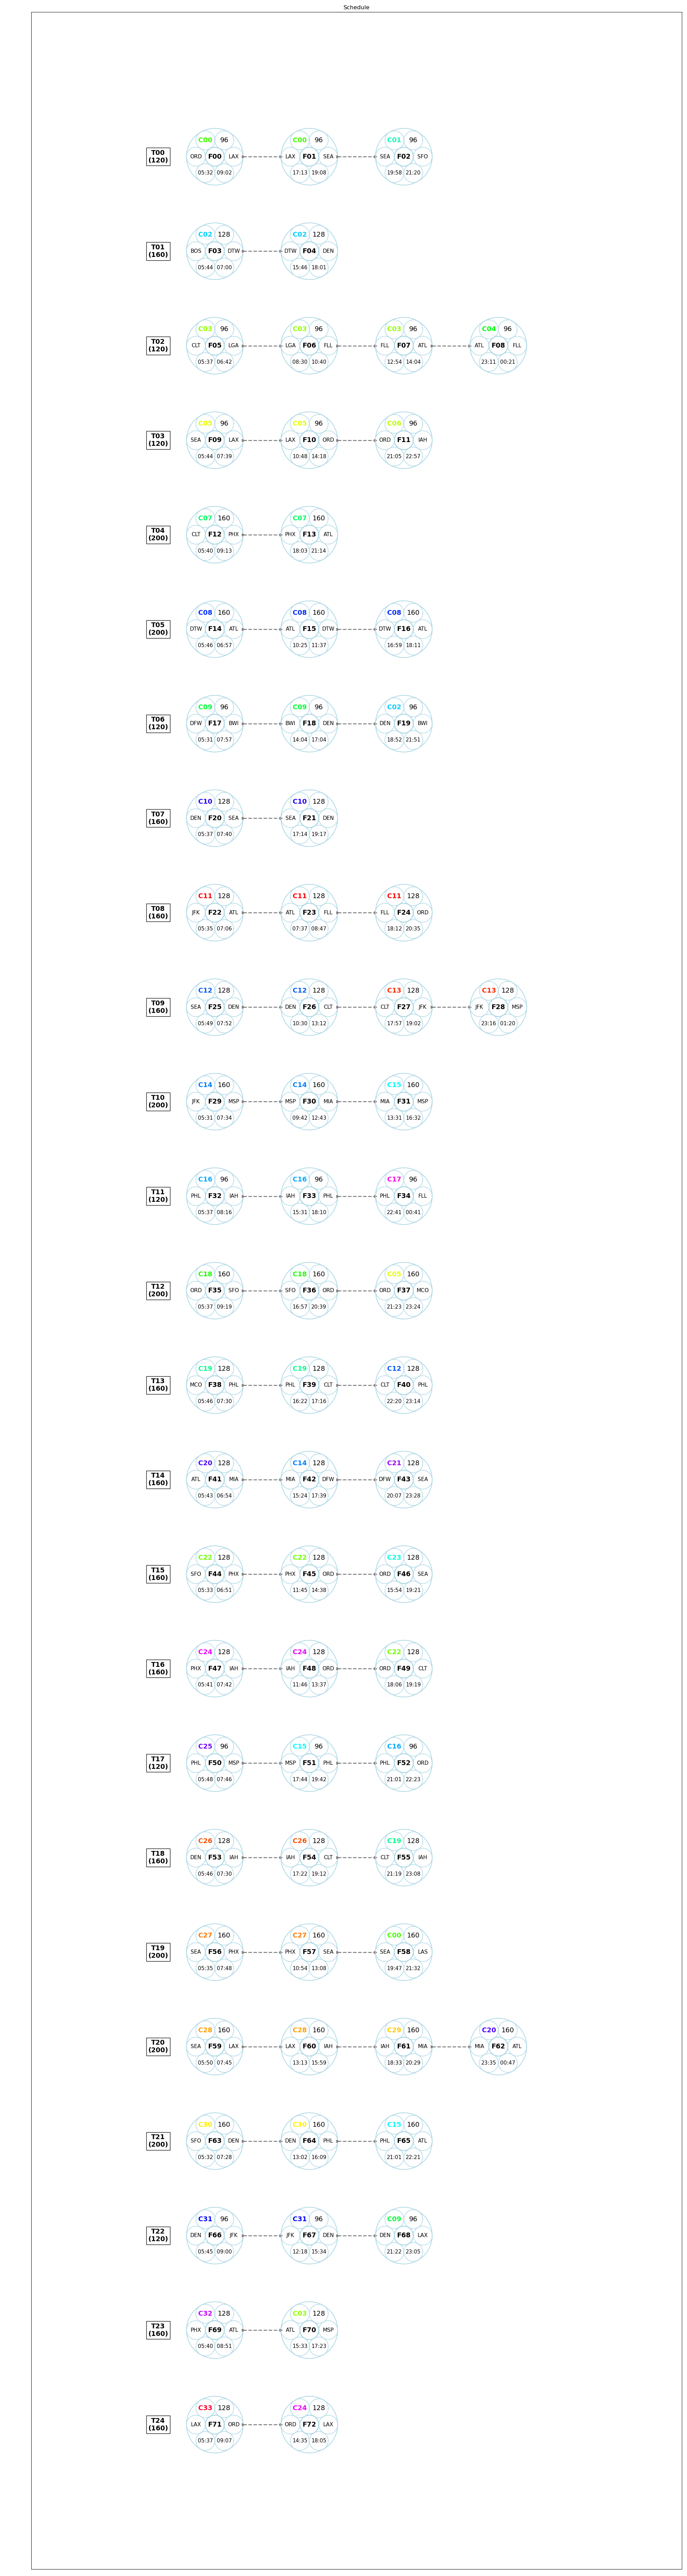 Schedule
T00
(120)
C00 96 C00 96 C01 96
ORD F00 LAX LAX F01 SEA SEA F02 SFO
05:32 09:02 17:13 19:08 19:58 21:20
T01
(160)
C02 128 C02 128
BOS F03 DTW DTW F04 DEN
05:44 07:00 15:46 18:01
T02
(120)
C03 96 C03 96 C03 96 C04 96
CLT F05 LGA LGA F06 FLL FLL F07 ATL ATL F08 FLL
05:37 06:42 08:30 10:40 12:54 14:04 23:11 00:21
T03
(120)
C05 96 C05 96 C06 96
SEA F09 LAX LAX F10 ORD ORD F11 IAH
05:44 07:39 10:48 14:18 21:05 22:57
T04
(200)
C07 160 C07 160
CLT F12 PHX PHX F13 ATL
05:40 09:13 18:03 21:14
T05
(200)
C08 160 C08 160 C08 160
DTW F14 ATL ATL F15 DTW DTW F16 ATL
05:46 06:57 10:25 11:37 16:59 18:11
T06
(120)
C09 96 C09 96 C02 96
DFW F17 BWI BWI F18 DEN DEN F19 BWI
05:31 07:57 14:04 17:04 18:52 21:51
T07
(160)
C10 128 C10 128
DEN F20 SEA SEA F21 DEN
05:37 07:40 17:14 19:17
T08
(160)
C11 128 C11 128 C11 128
JFK F22 ATL ATL F23 FLL FLL F24 ORD
05:35 07:06 07:37 08:47 18:12 20:35
T09
(160)
C12 128 C12 128 C13 128 C13 128
SEA F25 DEN DEN F26 CLT CLT F27 JFK JFK F28 MSP
05:49 07:52 10:30 13:12 17:57 19:02 23:16 01:20
T10
(200)
C14 160 C14 160 C15 160
JFK F29 MSP MSP F30 MIA MIA F31 MSP
05:31 07:34 09:42 12:43 13:31 16:32
T11
(120)
C16 96 C16 96 C17 96
PHL F32 IAH IAH F33 PHL PHL F34 FLL
05:37 08:16 15:31 18:10 22:41 00:41
T12
(200)
C18 160 C18 160 C05 160
ORD F35 SFO SFO F36 ORD ORD F37 MCO
05:37 09:19 16:57 20:39 21:23 23:24
T13
(160)
C19 128 C19 128 C12 128
MCO F38 PHL PHL F39 CLT CLT F40 PHL
05:46 07:30 16:22 17:16 22:20 23:14
T14
(160)
C20 128 C14 128 C21 128
ATL F41 MIA MIA F42 DFW DFW F43 SEA
05:43 06:54 15:24 17:39 20:07 23:28
T15
(160)
C22 128 C22 128 C23 128
SFO F44 PHX PHX F45 ORD ORD F46 SEA
05:33 06:51 11:45 14:38 15:54 19:21
T16
(160)
C24 128 C24 128 C22 128
PHX F47 IAH IAH F48 ORD ORD F49 CLT
05:41 07:42 11:46 13:37 18:06 19:19
T17
(120)
C25 96 C15 96 C16 96
PHL F50 MSP MSP F51 PHL PHL F52 ORD
05:48 07:46 17:44 19:42 21:01 22:23
T18
(160)
C26 128 C26 128 C19 128
DEN F53 IAH IAH F54 CLT CLT F55 IAH
05:46 07:30 17:22 19:12 21:19 23:08
T19
(200)
C27 160 C27 160 C00 160
SEA F56 PHX PHX F57 SEA SEA F58 LAS
05:35 07:48 10:54 13:08 19:47 21:32
T20
(200)
C28 160 C28 160 C29 160 C20 160
SEA F59 LAX LAX F60 IAH IAH F61 MIA MIA F62 ATL
05:50 07:45 13:13 15:59 18:33 20:29 23:35 00:47
T21
(200)
C30 160 C30 160 C15 160
SFO F63 DEN DEN F64 PHL PHL F65 ATL
05:32 07:28 13:02 16:09 21:01 22:21
T22
(120)
C31 96 C31 96 C09 96
DEN F66 JFK JFK F67 DEN DEN F68 LAX
05:45 09:00 12:18 15:34 21:22 23:05
T23
(160)
C32 128 C03 128
PHX F69 ATL ATL F70 MSP
05:40 08:51 15:33 17:23
T24
(160)
C33 128 C24 128
LAX F71 ORD ORD F72 LAX
05:37 09:07 14:35 18:05